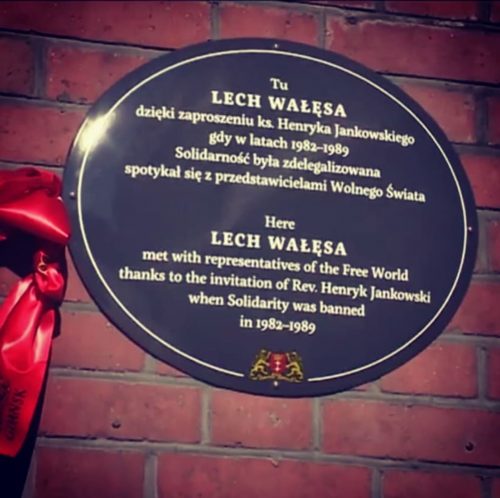 Tu
LECH WAŁĘSA
dzięki zaproszeniu ks. Henryka Jankowskiego
gdy w latach 1982–1989
Solidarność była zdelegalizowana
spotykał się z przedstawicielami Wolnego Świata
Here
LECH WAŁĘSA
met with representatives of the Free World
thanks to the invitation of Rev. Henryk Jankowski
when Solidarity was banned
in 1982–1989